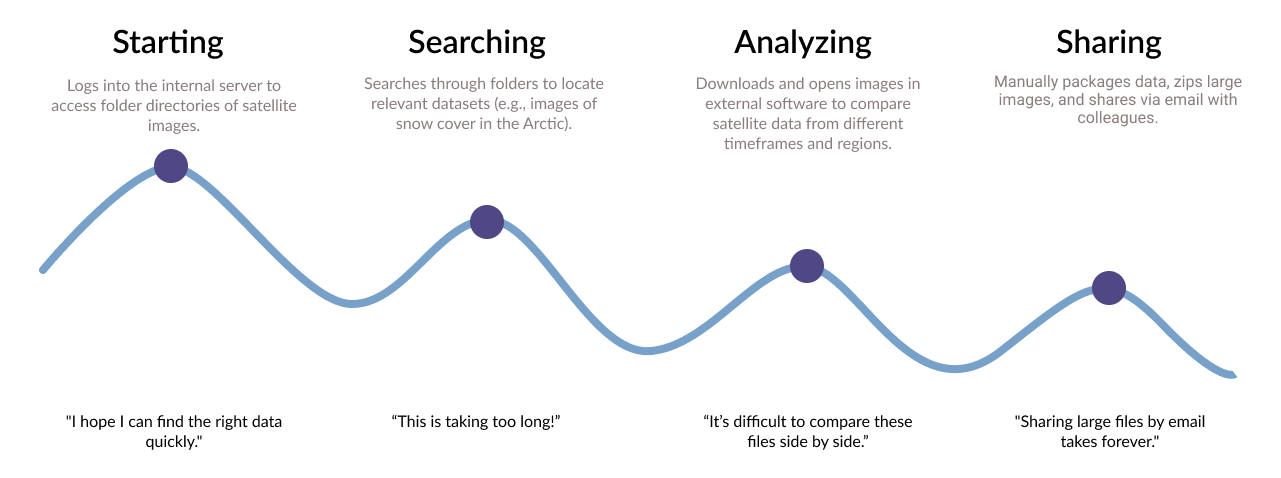 Starting
Logs into the internal server to
access folder directories of satellite
images.
"I hope I can find the right data
quickly."
Searching
Searches through folders to locate
relevant datasets (e.g., images of
snow cover in the Arctic).
“This is taking too long!”
Analyzing
Downloads and opens images in
external software to compare
satellite data from different
timeframes and regions.
“It’s difficult to compare these
files side by side.”
Sharing
Manually packages data, zips large
images, and shares via email with
colleagues.
"Sharing large files by email
takes forever."